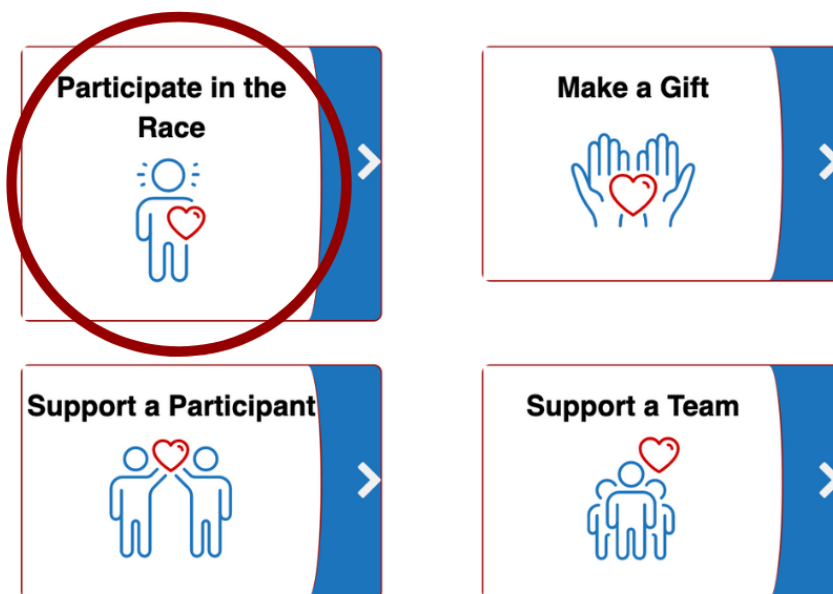 Participate in the
Race
Make a Gift
Support a Participant
Support a Team